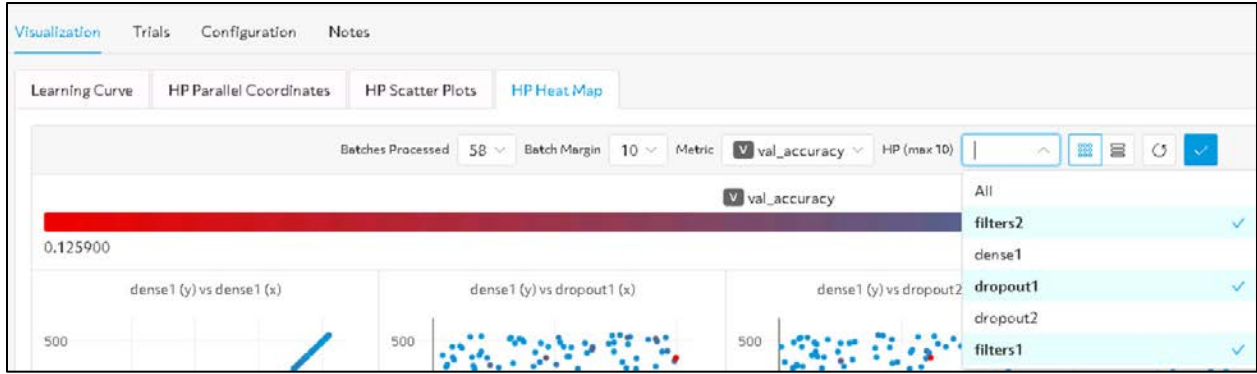 Visualization Trials Configuration Notes
Learning Curve HP Parallel Coordinates HP Scatter Plots HP Heat Map
Batches Processed 58 Batch Margin 10 Metric V val_accuracy HP (max 10)
V val_accuracy
0.125900
All
filters2
dense1
dropout1
dropout2
filters1
dense1 (y) vs dense1 (x) dense1 (y) vs dropout1 (x) dense1 (y) vs dropout2
500 500 500